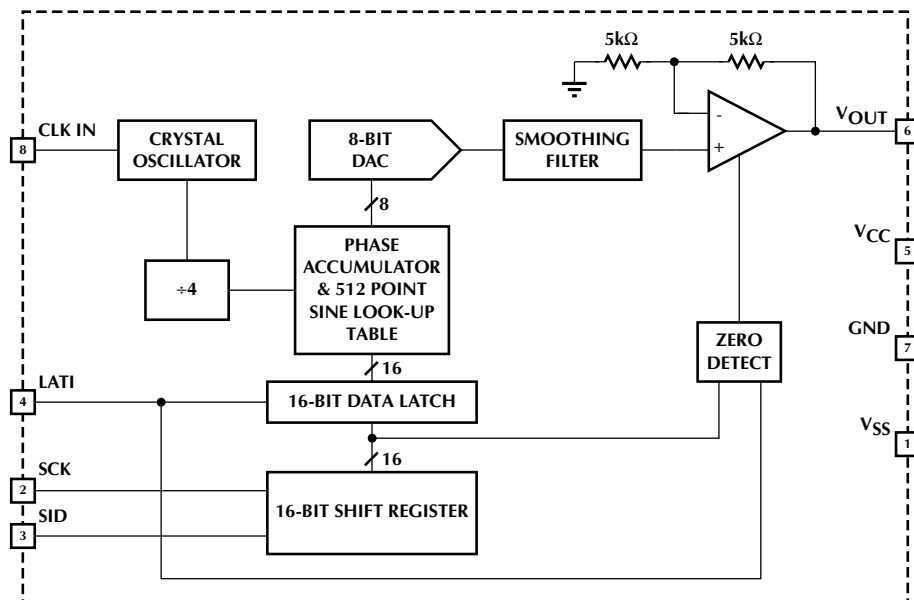 5kΩ
5kΩ
8
CLK IN
CRYSTAL
OSCILLATOR
8-BIT
DAC
SMOOTHING
FILTER
-
+
VOUT
6
8
÷4
PHASE
ACCUMULATOR
& 512 POINT
SINE LOOK-UP
TABLE
VCC
5
ZERO
DETECT
GND
7
16
4
LATI
16-BIT DATA LATCH
VSS
1
16
2
SCK
16-BIT SHIFT REGISTER
3
SID